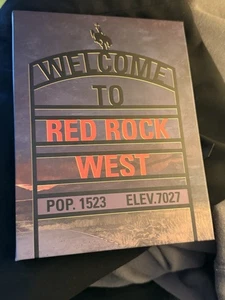 WELCOME
TO
RED ROCK
WEST
POP. 1523 ELEV.7027